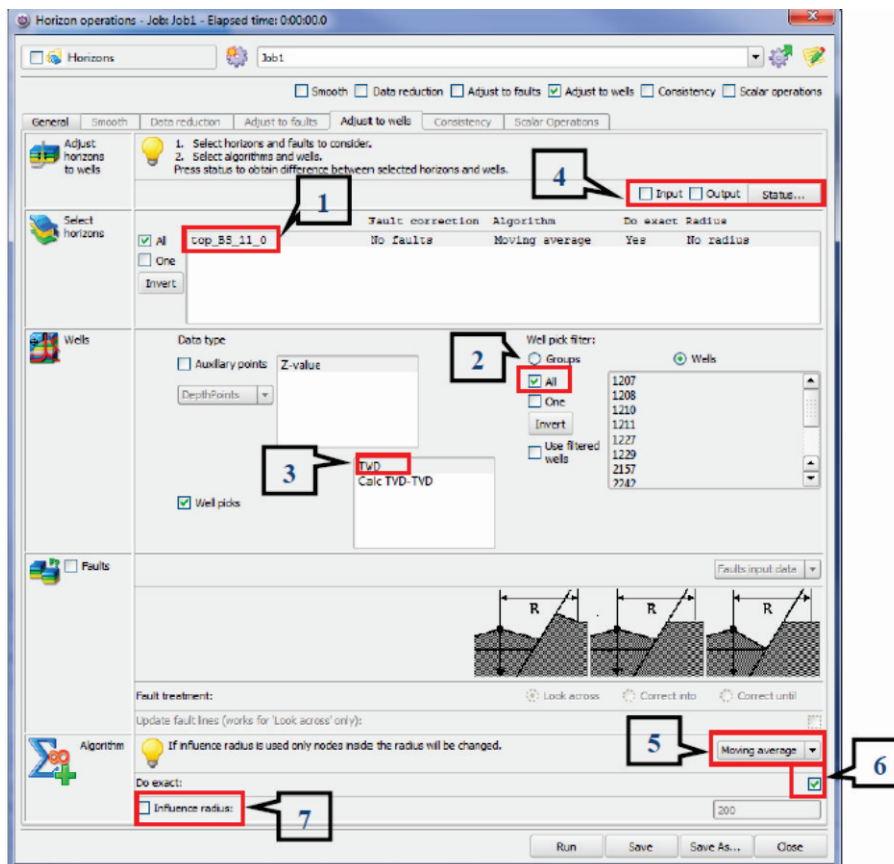 Horizon operations - Job: Job1 - Elapsed time: 0:00:00.0
Horizons
Job1
Smooth Data reduction Adjust to faults Adjust to wells Consistency Scalar operations
General Smooth Data reduction Adjust to faults Adjust to wells Consistency Scalar Operations
Adjust horizons to wells
1. Select horizons and faults to consider.
2. Select algorithms and wells.
Press status to obtain difference between selected horizons and wells.
4
Input Output Status...
1
Select horizons
Fault correction Algorithm Do exact Radius
All top_B5_11_0 No faults Moving average Yes No radius
One
Invert
Wells
Data type
Well pick filter:
2
Groups Wells
Auxiliary points Z-value
All
DepthPoints
One
Invert
Use filtered wells
1207
1208
1210
1211
1227
1229
2157
2242
3
TVD
Calc TVD-TVD
Well picks
Faults
Faults input data
R R R
Fault treatment:
Look across Correct into Correct until
Update fault lines (works for 'Look across' only):
Algorithm
If influence radius is used only nodes inside the radius will be changed.
5
Moving average
6
Do exact:
Influence radius:
7
200
Run Save Save As... Close